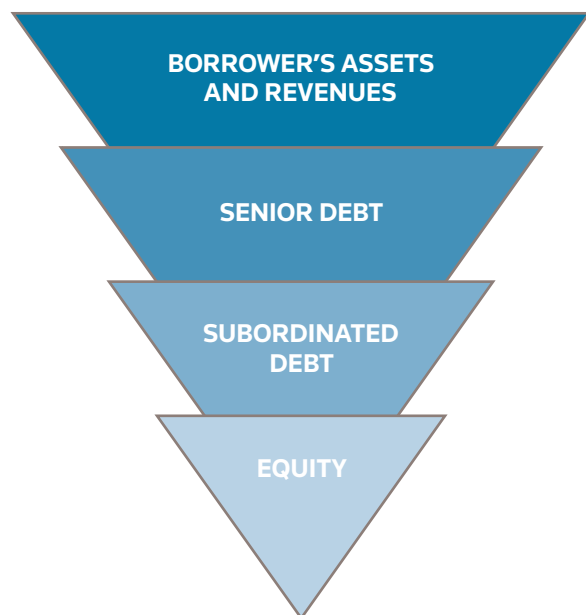 BORROWER’S ASSETS
AND REVENUES
SENIOR DEBT
SUBORDINATED
DEBT
EQUITY